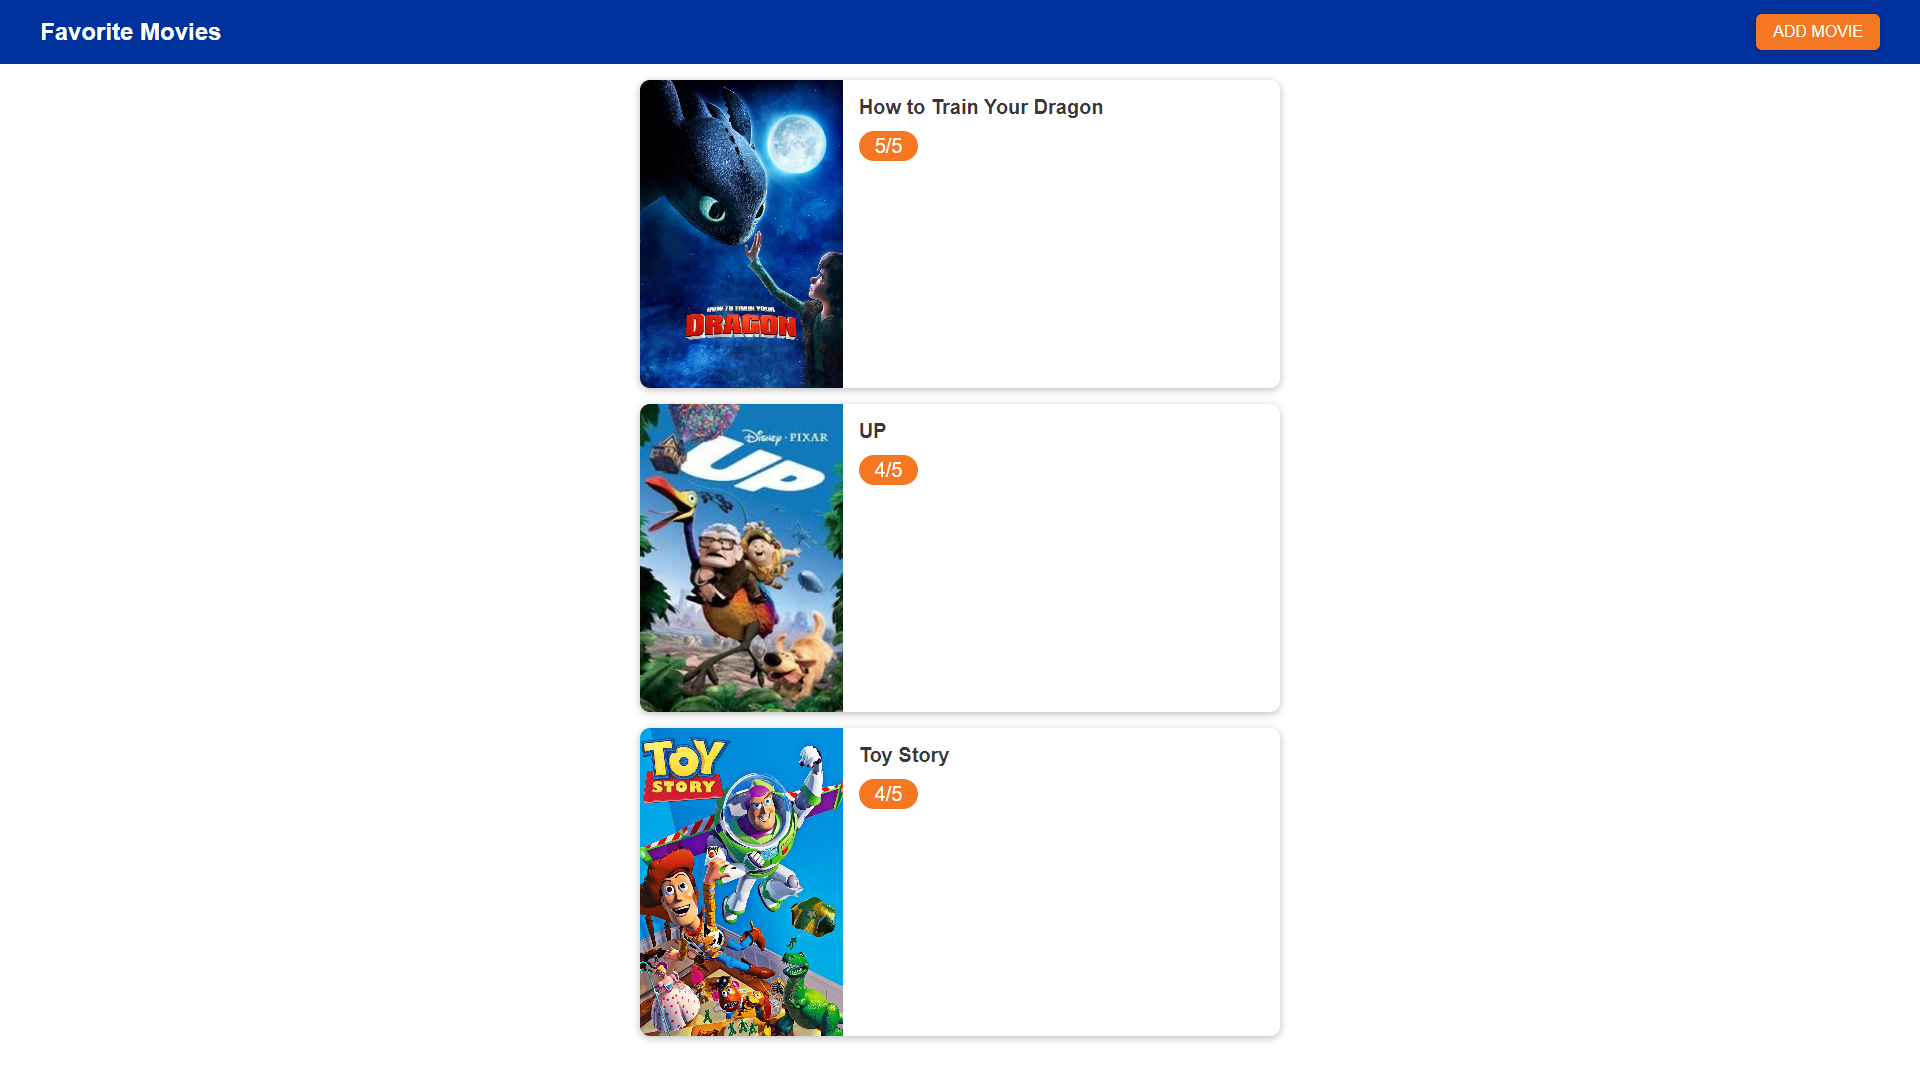 Favorite Movies
ADD MOVIE
How to Train Your Dragon
5/5
HOW TO TRAIN YOUR
DRAGON
UP
4/5
DISNEY · PIXAR
UP
Toy Story
4/5
TOY
STORY